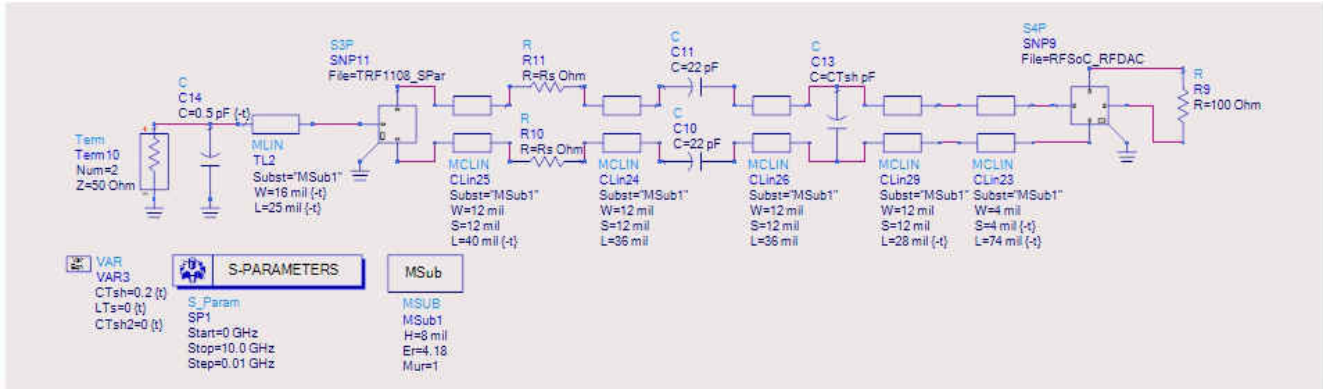 C
C14
C=0.5 pF {-t}
Term
Term10
Num=2
Z=50 Ohm
MLIN
TL2
Subst="MSub1"
W=16 mil {-t}
L=25 mil {-t}
S3P
SNP11
File=TRF1108_SPar
R
R11
R=Rs Ohm
R
R10
R=Rs Ohm
C
C11
C=22 pF
C
C10
C=22 pF
C
C13
C=CTsh pF
S4P
SNP9
File=RFSoC_RFDAC
R
R9
R=100 Ohm
MCLIN
CLin25
Subst="MSub1"
W=12 mil
S=12 mil
L=40 mil {-t}
MCLIN
CLin24
Subst="MSub1"
W=12 mil
S=12 mil
L=36 mil
MCLIN
CLin26
Subst="MSub1"
W=12 mil
S=12 mil
L=36 mil
MCLIN
CLin29
Subst="MSub1"
W=12 mil
S=12 mil
L=28 mil {-t}
MCLIN
CLin23
Subst="MSub1"
W=4 mil
S=4 mil {-t}
L=74 mil {-t}
VAR
VAR3
CTsh=0.2 {t}
LTs=0 {t}
CTsh2=0 {t}
S-PARAMETERS
S_Param
SP1
Start=0 GHz
Stop=10.0 GHz
Step=0.01 GHz
MSub
MSUB
MSub1
H=8 mil
Er=4.18
Mur=1